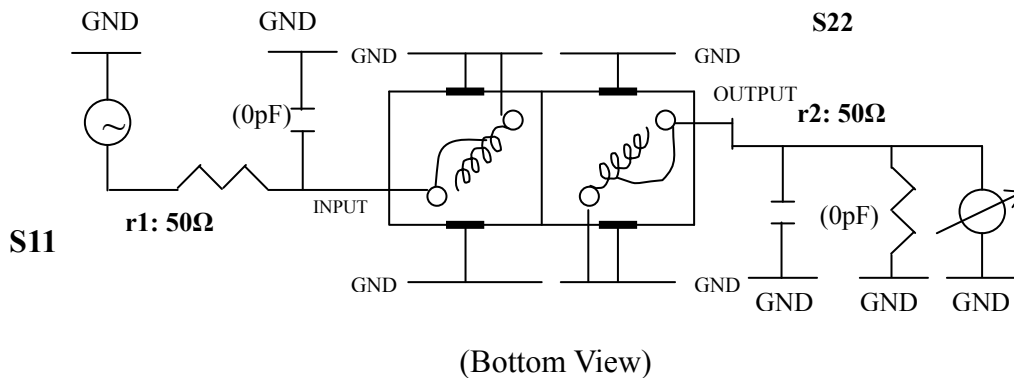 GND
GND
S22
GND
GND
OUTPUT
r2: 50Ω
(0pF)
INPUT
r1: 50Ω
(0pF)
S11
GND
GND
GND
GND
GND
(Bottom View)